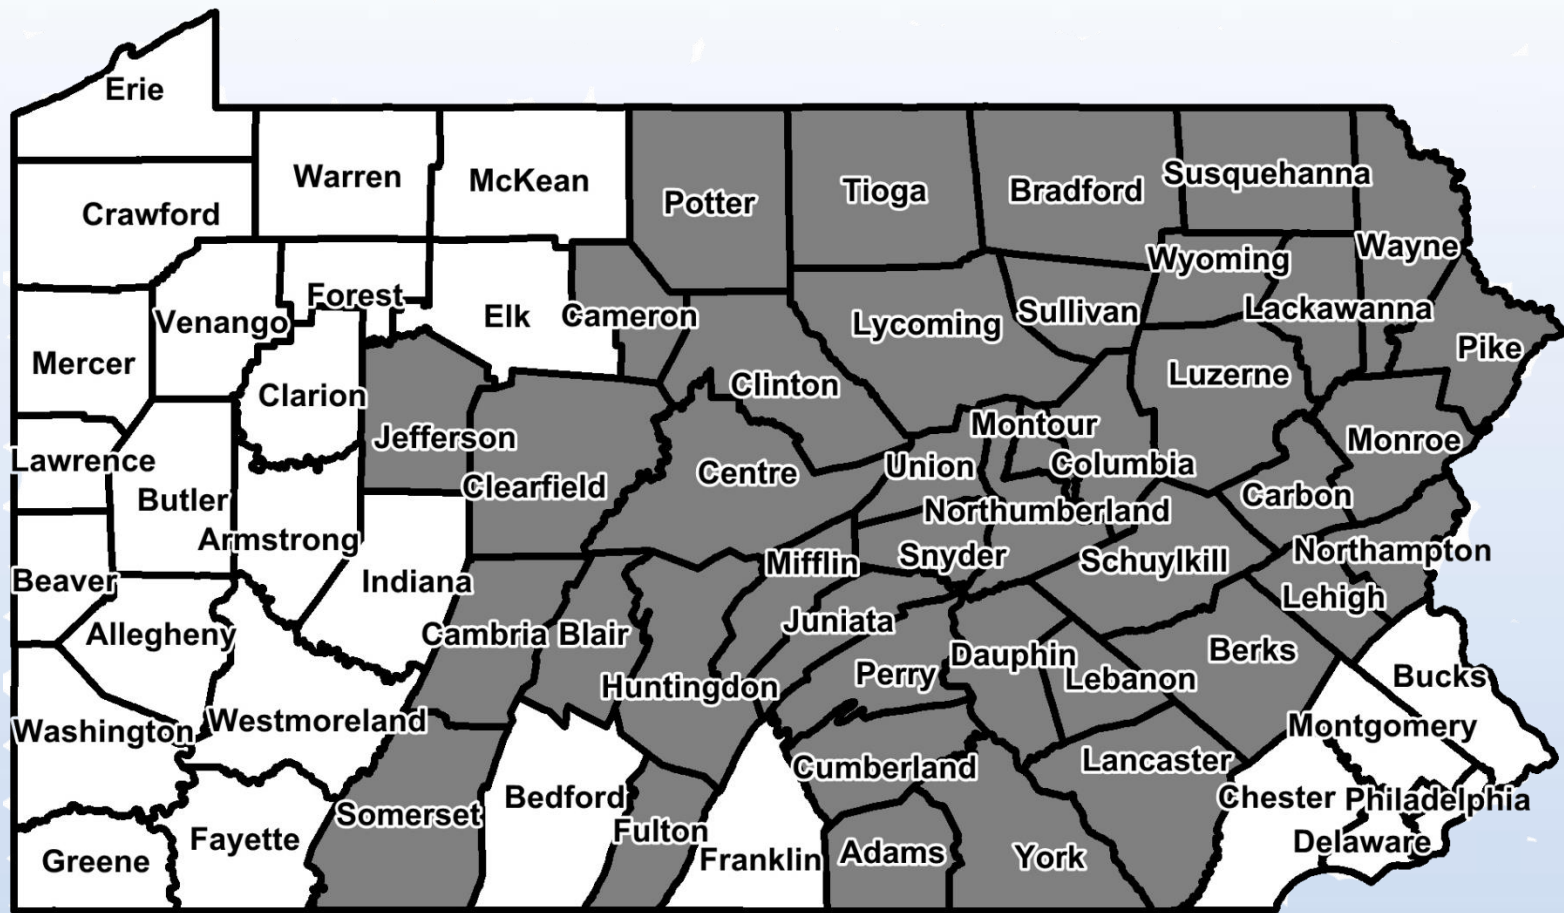 Erie
Warren
McKean
Crawford
Potter
Tioga
Bradford
Susquehanna
Wayne
Wyoming
Venango
Forest
Elk
Cameron
Lycoming
Sullivan
Lackawanna
Mercer
Clarion
Clinton
Luzerne
Pike
Jefferson
Montour
Monroe
Lawrence
Butler
Clearfield
Centre
Union
Columbia
Carbon
Armstrong
Northumberland
Snyder
Northampton
Beaver
Indiana
Mifflin
Schuylkill
Lehigh
Allegheny
Cambria
Blair
Juniata
Huntingdon
Perry
Dauphin
Lebanon
Berks
Bucks
Washington
Westmoreland
Montgomery
Cumberland
Lancaster
Bedford
Somerset
Chester
Philadelphia
Greene
Fayette
Fulton
Franklin
Adams
York
Delaware